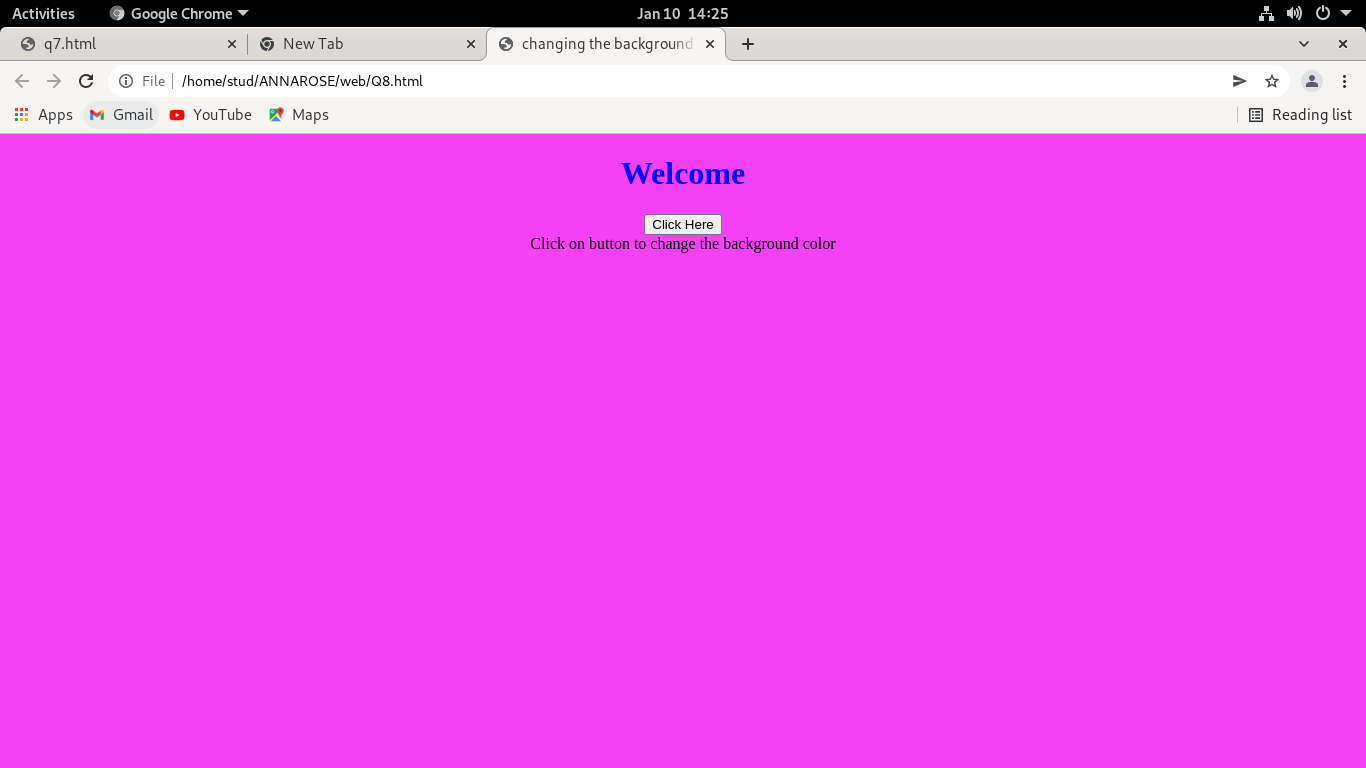 Activities Google Chrome Jan 10 14:25
q7.html New Tab changing the background
File /home/stud/ANNAROSE/web/Q8.html
Apps Gmail YouTube Maps Reading list
Welcome
Click Here
Click on button to change the background color